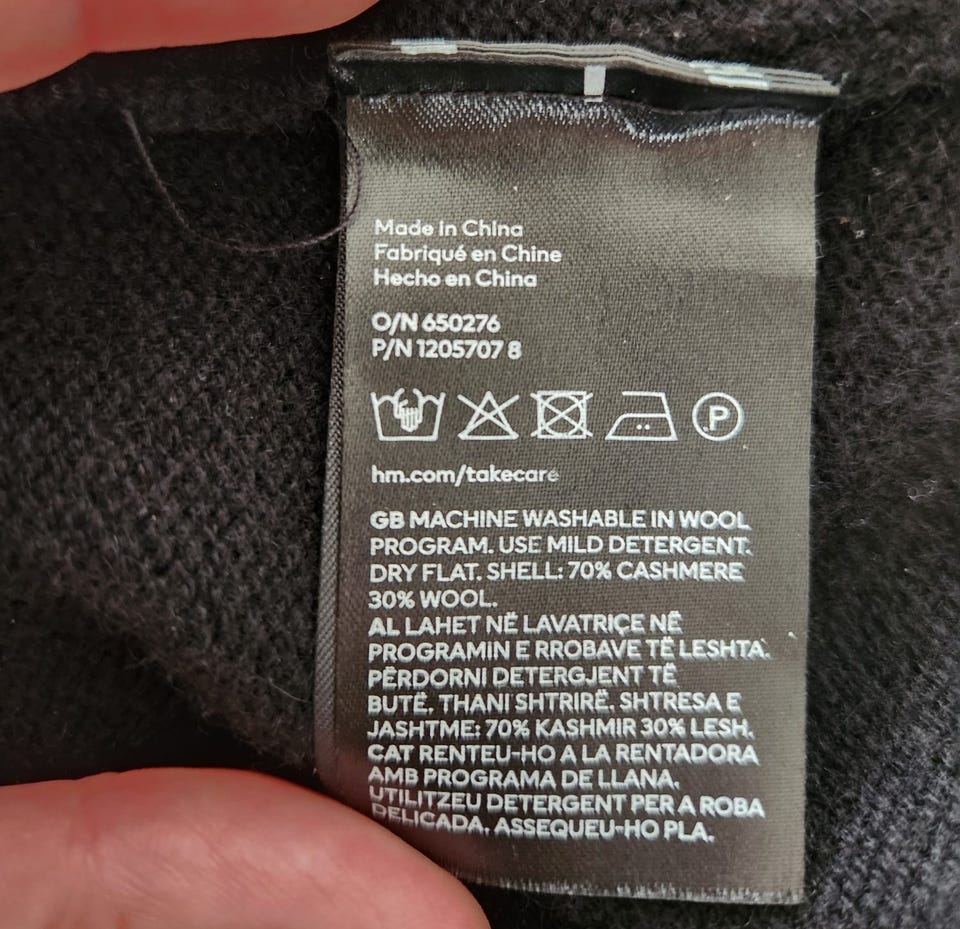 Made in China
Fabriqué en Chine
Hecho en China
O/N 650276
P/N 1205707 8
P
hm.com/takecare
GB MACHINE WASHABLE IN WOOL
PROGRAM. USE MILD DETERGENT.
DRY FLAT. SHELL: 70% CASHMERE
30% WOOL.
AL LAHET NË LAVATRIÇE NË
PROGRAMIN E RROBAVE TË LESHTA.
PËRDORNI DETERGJENT TË
BUTË. THANI SHTRIRË. SHTRESA E
JASHTME: 70% KASHMIR 30% LESH.
CAT RENTEU-HO A LA RENTADORA
AMB PROGRAMA DE LLANA.
UTILITZEU DETERGENT PER A ROBA
DELICADA. ASSEQUEU-HO PLA.